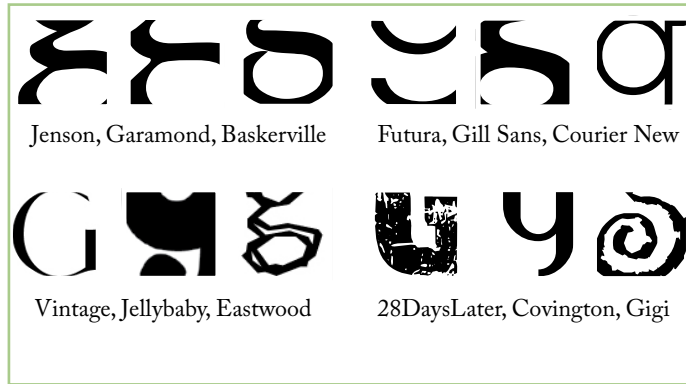 Jenson, Garamond, Baskerville
Futura, Gill Sans, Courier New
Vintage, Jellybaby, Eastwood
28DaysLater, Covington, Gigi